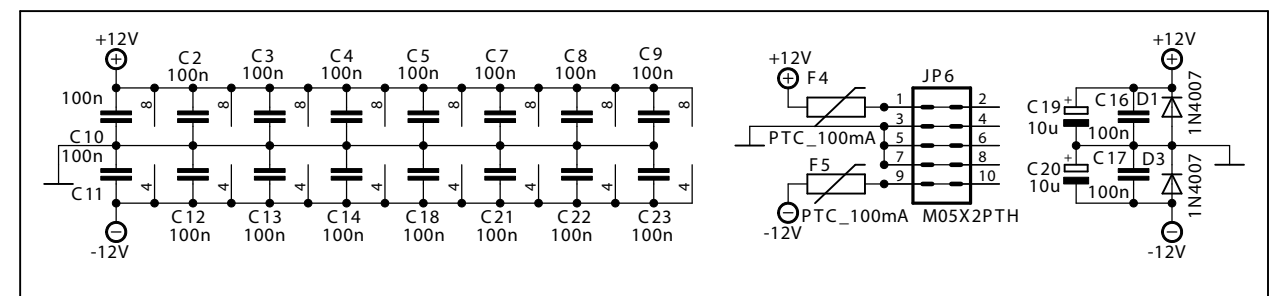 +12V
C2
100n
C3
100n
C4
100n
C5
100n
C7
100n
C8
100n
C9
100n
100n
C10
100n
C11
8
8
8
8
8
8
8
8
4
4
4
4
4
4
4
4
C12
100n
C13
100n
C14
100n
C18
100n
C21
100n
C22
100n
C23
100n
-12V
+12V
F4
PTC_100mA
F5
PTC_100mA
-12V
JP6
1
2
3
4
5
6
7
8
9
10
M05X2PTH
+12V
C19
10u
+
C16
100n
D1
1N4007
C20
10u
+
C17
100n
D3
1N4007
-12V